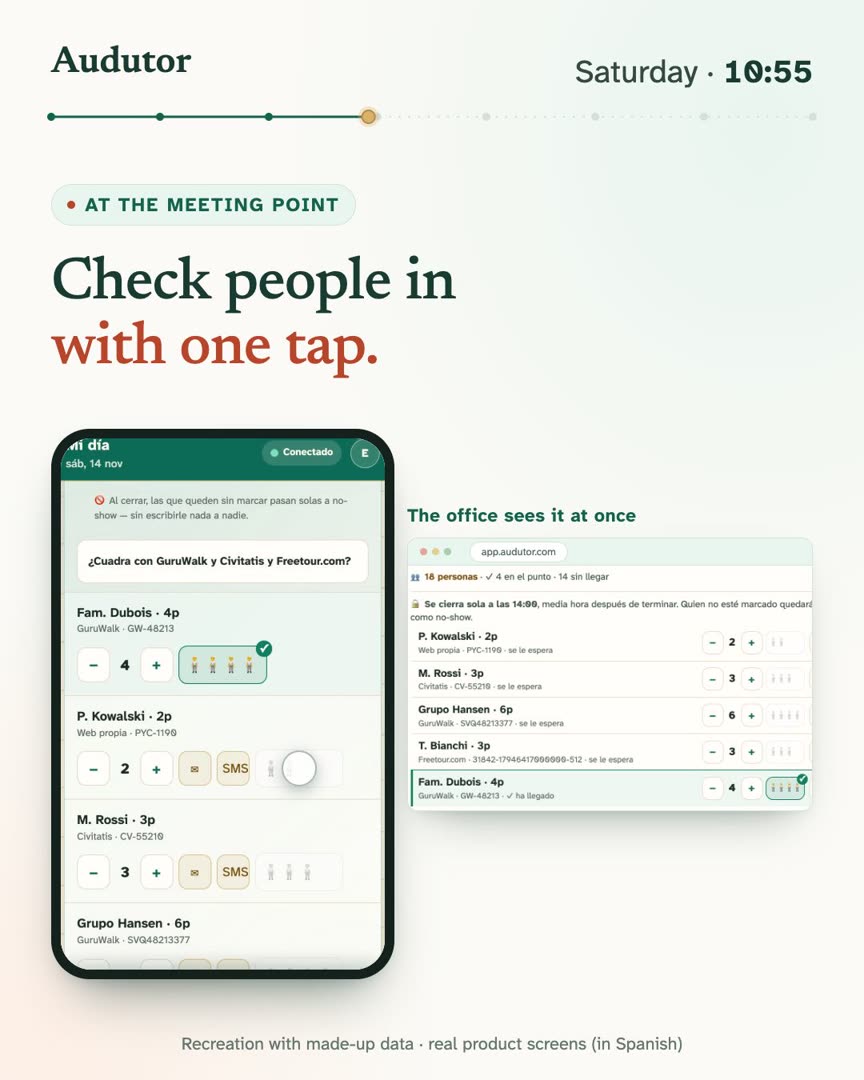 Audutor
Saturday · 10:55
AT THE MEETING POINT
Check people in
with one tap.
Mi día
sáb, 14 nov
Conectado
E
🚫 Al cerrar, las que queden sin marcar pasan solas a no-
show — sin escribirle nada a nadie.
¿Cuadra con GuruWalk y Civitatis y Freetour.com?
Fam. Dubois · 4p
GuruWalk · GW-48213
− 4 +
P. Kowalski · 2p
Web propia · PYC-1190
− 2 + ✉ SMS
M. Rossi · 3p
Civitatis · CV-55210
− 3 + ✉ SMS
Grupo Hansen · 6p
GuruWalk · SVQ48213377
The office sees it at once
app.audutor.com
👥 18 personas · ✓ 4 en el punto · 14 sin llegar
🔒 Se cierra sola a las 14:00, media hora después de terminar. Quien no esté marcado quedará
como no-show.
P. Kowalski · 2p
Web propia · PYC-1190 · se le espera
− 2 +
M. Rossi · 3p
Civitatis · CV-55210 · se le espera
− 3 +
Grupo Hansen · 6p
GuruWalk · SVQ48213377 · se le espera
− 6 +
T. Bianchi · 3p
Freetour.com · 31842-17946417000000-512 · se le espera
− 3 +
Fam. Dubois · 4p
GuruWalk · GW-48213 · ✓ ha llegado
− 4 +
Recreation with made-up data · real product screens (in Spanish)